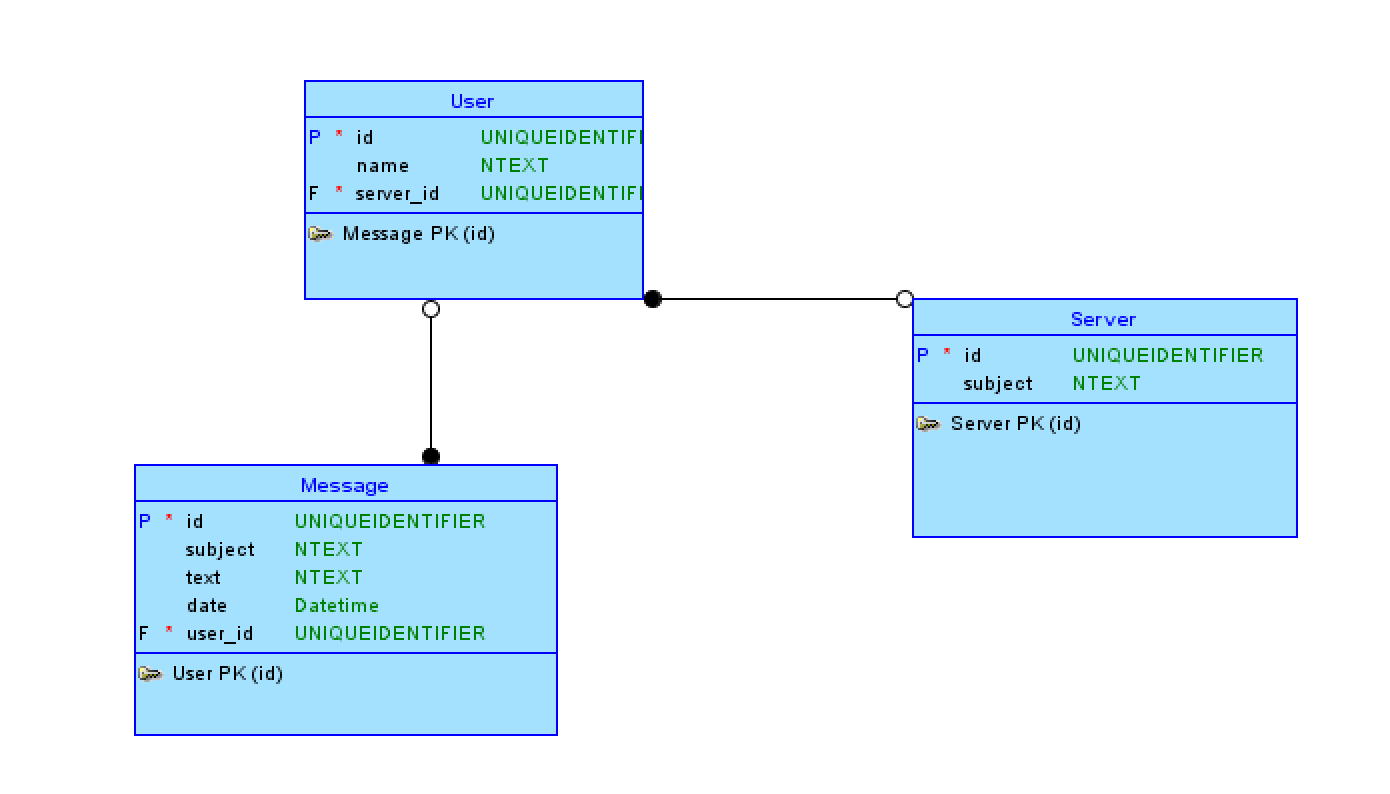 User
P * id UNIQUEIDENTIFI
name NTEXT
F * server_id UNIQUEIDENTIFI
Message PK (id)
Server
P * id UNIQUEIDENTIFIER
subject NTEXT
Server PK (id)
Message
P * id UNIQUEIDENTIFIER
subject NTEXT
text NTEXT
date Datetime
F * user_id UNIQUEIDENTIFIER
User PK (id)